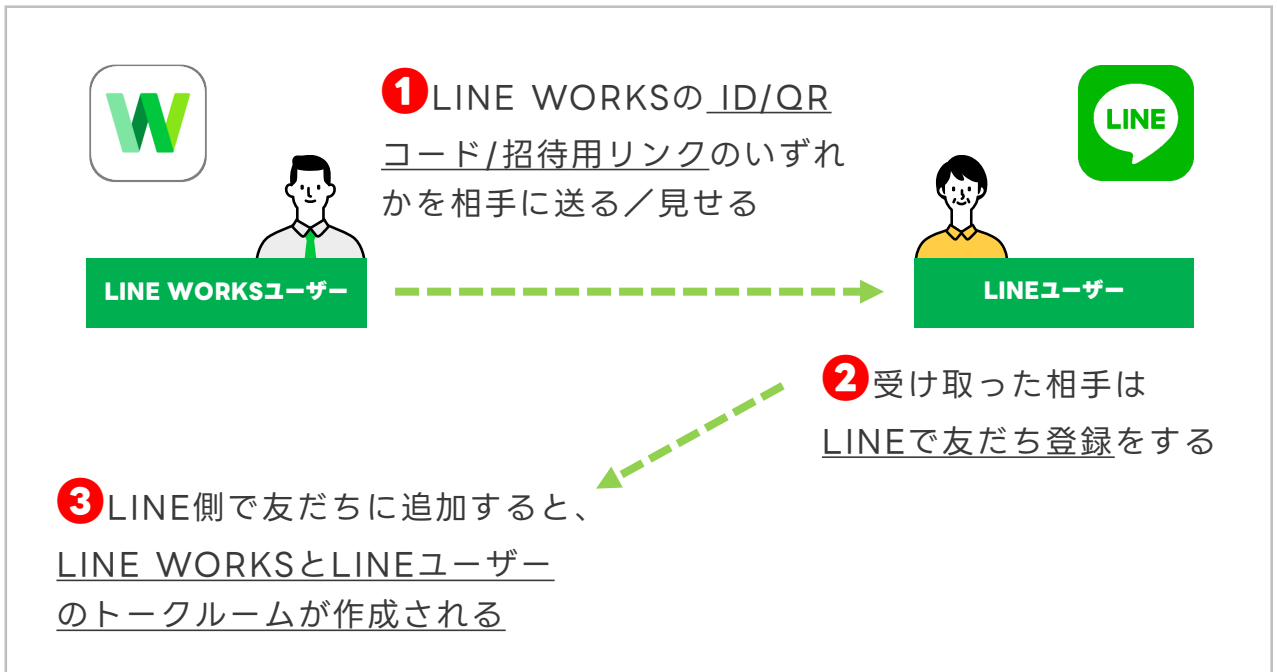 ❶LINE WORKSの ID/QR
コード/招待用リンクのいずれ
かを相手に送る／見せる
LINE
LINE WORKSユーザー
LINEユーザー
❷受け取った相手は
LINEで友だち登録をする
❸LINE側で友だちに追加すると、
LINE WORKSとLINEユーザー
のトークルームが作成される